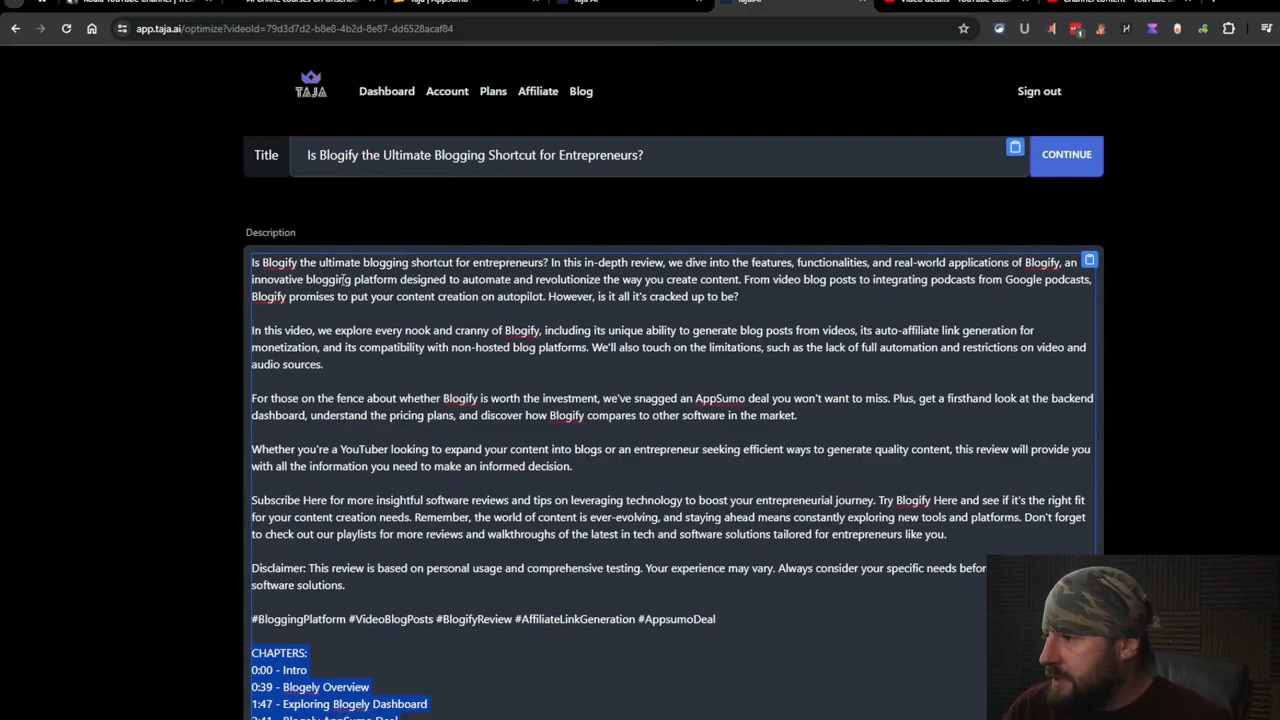 Taja | AppSumo
app.taja.ai/optimize?videoId=79d3d7d2-b8e8-4b2d-8e87-dd6528acaf84
TAJA
Dashboard Account Plans Affiliate Blog Sign out
Title Is Blogify the Ultimate Blogging Shortcut for Entrepreneurs? CONTINUE
Description
Is Blogify the ultimate blogging shortcut for entrepreneurs? In this in-depth review, we dive into the features, functionalities, and real-world applications of Blogify, an
innovative blogging platform designed to automate and revolutionize the way you create content. From video blog posts to integrating podcasts from Google podcasts,
Blogify promises to put your content creation on autopilot. However, is it all it's cracked up to be?
In this video, we explore every nook and cranny of Blogify, including its unique ability to generate blog posts from videos, its auto-affiliate link generation for
monetization, and its compatibility with non-hosted blog platforms. We'll also touch on the limitations, such as the lack of full automation and restrictions on video and
audio sources.
For those on the fence about whether Blogify is worth the investment, we've snagged an AppSumo deal you won't want to miss. Plus, get a firsthand look at the backend
dashboard, understand the pricing plans, and discover how Blogify compares to other software in the market.
Whether you're a YouTuber looking to expand your content into blogs or an entrepreneur seeking efficient ways to generate quality content, this review will provide you
with all the information you need to make an informed decision.
Subscribe Here for more insightful software reviews and tips on leveraging technology to boost your entrepreneurial journey. Try Blogify Here and see if it's the right fit
for your content creation needs. Remember, the world of content is ever-evolving, and staying ahead means constantly exploring new tools and platforms. Don't forget
to check out our playlists for more reviews and walkthroughs of the latest in tech and software solutions tailored for entrepreneurs like you.
Disclaimer: This review is based on personal usage and comprehensive testing. Your experience may vary. Always consider your specific needs befor
software solutions.
#BloggingPlatform #VideoBlogPosts #BlogifyReview #AffiliateLinkGeneration #AppsumoDeal
CHAPTERS:
0:00 - Intro
0:39 - Blogely Overview
1:47 - Exploring Blogely Dashboard
2:41 - Blogely AppSumo Deal